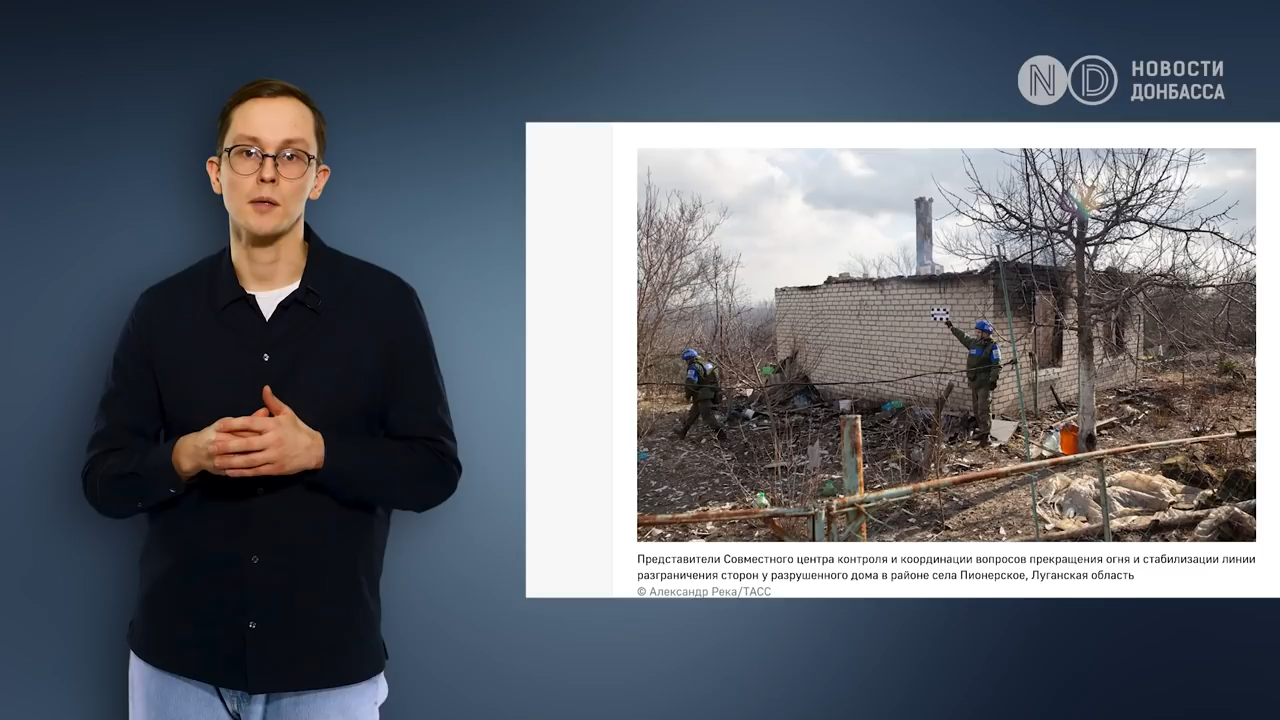 ND НОВОСТИ
ДОНБАССА
Представители Совместного центра контроля и координации вопросов прекращения огня и стабилизации линии
разграничения сторон у разрушенного дома в районе села Пионерское, Луганская область
© Александр Река/ТАСС